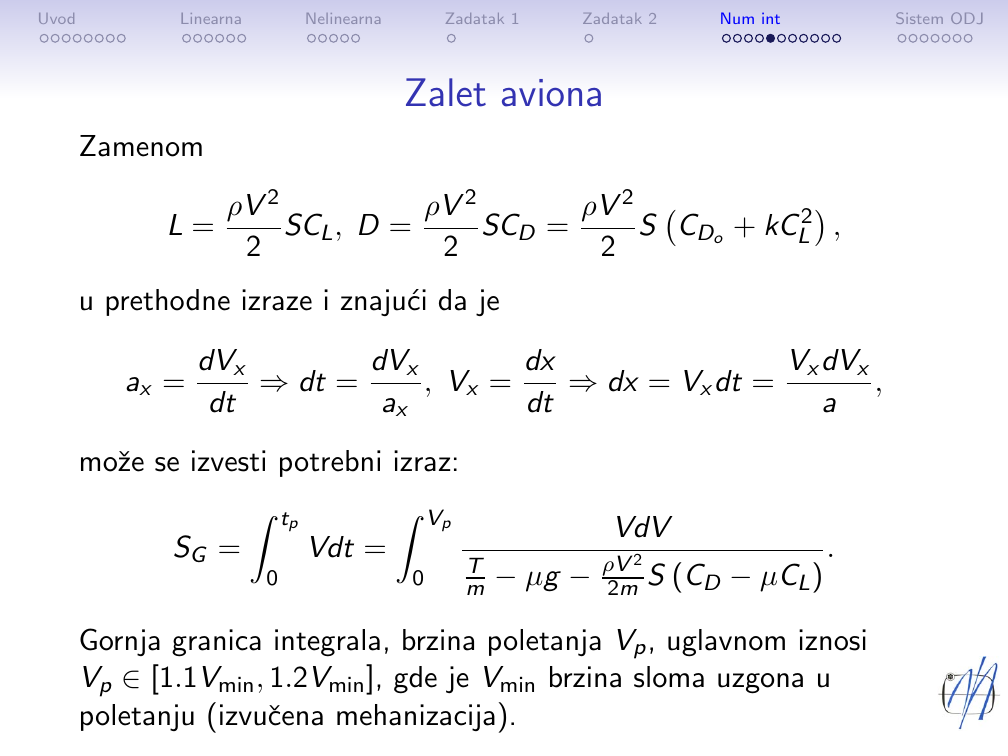 Uvod Linearna Nelinearna Zadatak 1 Zadatak 2 Num int Sistem ODJ
Zalet aviona
Zamenom
L = \frac{\rho V^2}{2} S C_L, D = \frac{\rho V^2}{2} S C_D = \frac{\rho V^2}{2} S \left( C_{D_o} + k C_L^2 \right),
u prethodne izraze i znajući da je
a_x = \frac{dV_x}{dt} \Rightarrow dt = \frac{dV_x}{a_x}, V_x = \frac{dx}{dt} \Rightarrow dx = V_x dt = \frac{V_x dV_x}{a},
može se izvesti potrebni izraz:
S_G = \int_0^{t_p} V dt = \int_0^{V_p} \frac{V dV}{\frac{T}{m} - \mu g - \frac{\rho V^2}{2m} S \left( C_D - \mu C_L \right)}.
Gornja granica integrala, brzina poletanja V_p, uglavnom iznosi
V_p ∈ [1.1V_{min}, 1.2V_{min}], gde je V_{min} brzina sloma uzgona u
poletanju (izvučena mehanizacija).